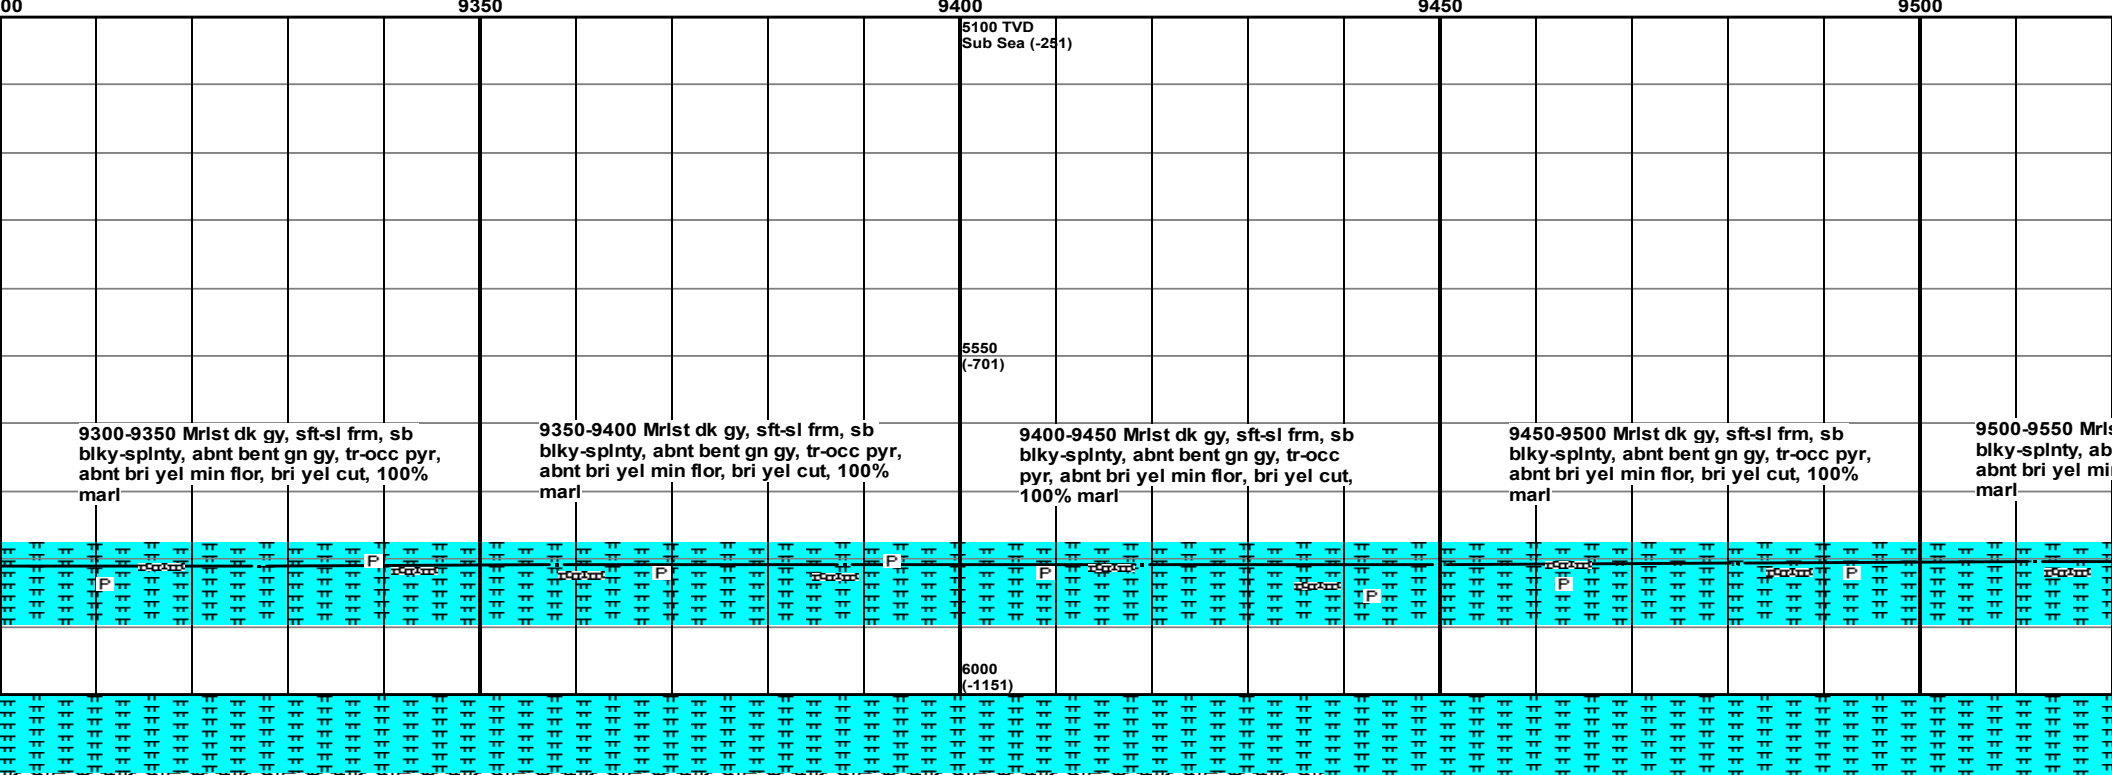 00 9350 9400 9450 9500
5100 TVD
Sub Sea (-251)
5550
(-701)
9300-9350 Mrlst dk gy, sft-sl frm, sb
blky-splnty, abnt bent gn gy, tr-occ pyr,
abnt bri yel min flor, bri yel cut, 100%
marl
9350-9400 Mrlst dk gy, sft-sl frm, sb
blky-splnty, abnt bent gn gy, tr-occ pyr,
abnt bri yel min flor, bri yel cut, 100%
marl
9400-9450 Mrlst dk gy, sft-sl frm, sb
blky-splnty, abnt bent gn gy, tr-occ
pyr, abnt bri yel min flor, bri yel cut,
100% marl
9450-9500 Mrlst dk gy, sft-sl frm, sb
blky-splnty, abnt bent gn gy, tr-occ pyr,
abnt bri yel min flor, bri yel cut, 100%
marl
9500-9550 Mrls
blky-splnty, ab
abnt bri yel mi
marl
P
P
P
P
P
P
P
P
6000
(-1151)